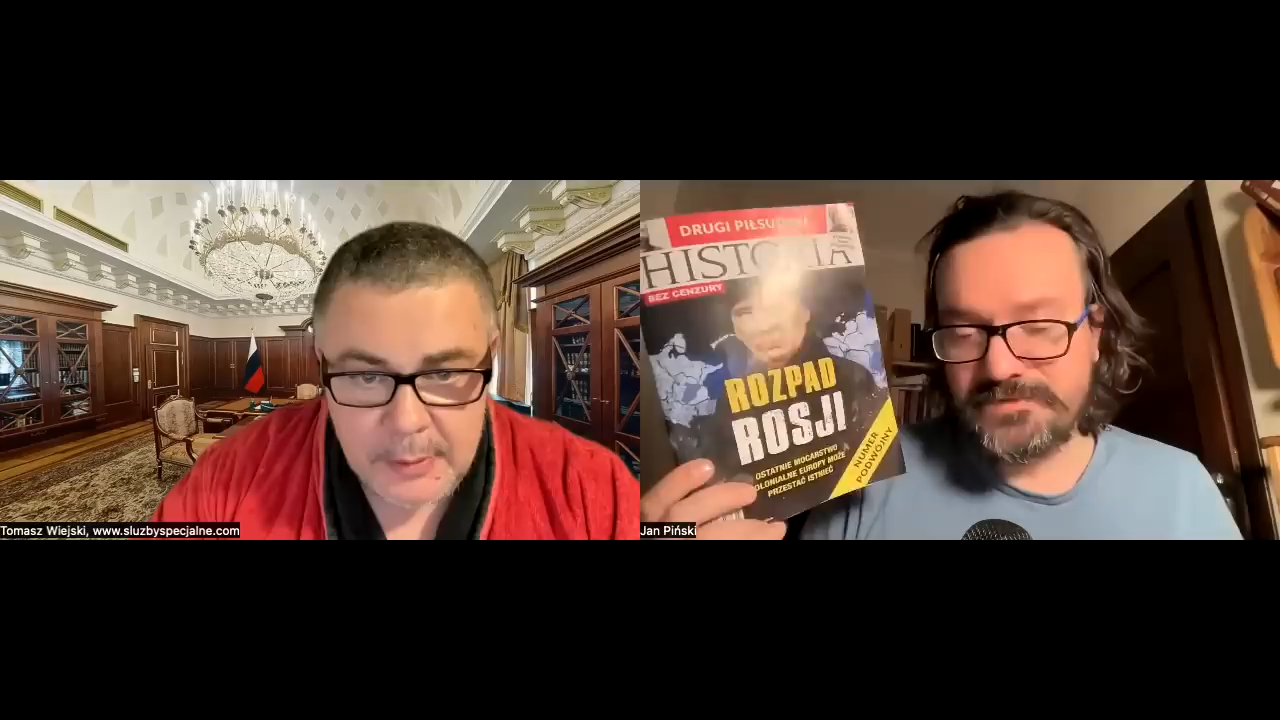 Tomasz Wiejski, www.sluzbyspecjalne.com
DRUGI PIŁSUDSKI
HISTORIA
BEZ CENZURY
ROZPAD
ROSJI
OSTATNIE MOCARSTWO
KOLONIALNE EUROPY MOŻE
PRZESTAĆ ISTNIEĆ
NUMER
PODWÓJNY
Jan Piński